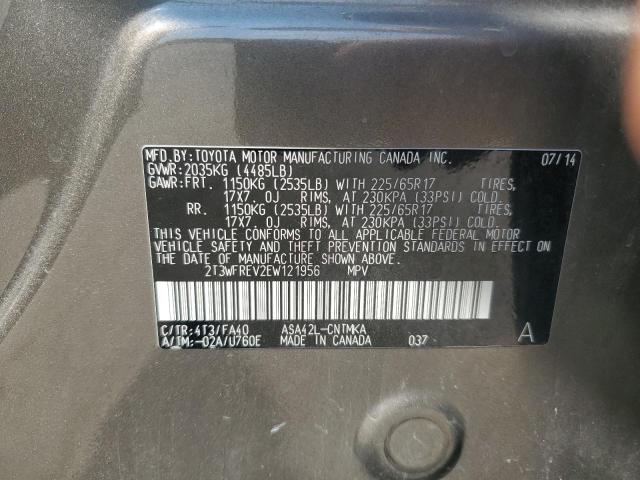 MFD.BY:TOYOTA MOTOR MANUFACTURING CANADA INC. 07/14
GVWR:2035KG (4485LB)
GAWR:FRT. 1150KG (2535LB) WITH 225/65R17 TIRES,
17X7.0J RIMS, AT 230KPA (33PSI) COLD.
RR. 1150KG (2535LB) WITH 225/65R17 TIRES,
17X7.0J RIMS, AT 230KPA (33PSI) COLD.
THIS VEHICLE CONFORMS TO ALL APPLICABLE FEDERAL MOTOR
VEHICLE SAFETY AND THEFT PREVENTION STANDARDS IN EFFECT
ON THE DATE OF MANUFACTURE SHOWN ABOVE.
2T3WFREV2EW121956 MPV
C/TR:4T3/FA40 ASA42L-CNTMKA
A/TM:-02A/U760E MADE IN CANADA 037 A